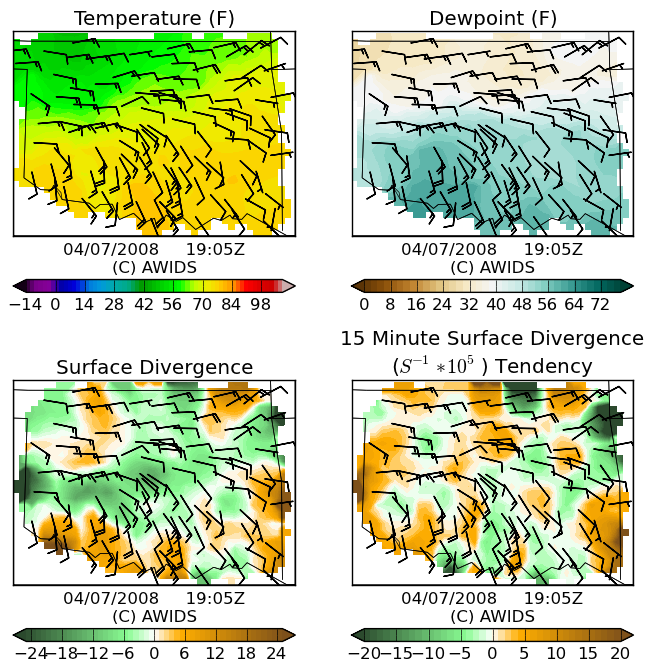 Temperature (F)
Dewpoint (F)
04/07/2008 19:05Z
(C) AWIDS
04/07/2008 19:05Z
(C) AWIDS
−14 0 14 28 42 56 70 84 98
0 8 16 24 32 40 48 56 64 72
Surface Divergence
15 Minute Surface Divergence
(S⁻¹ *10⁵ ) Tendency
04/07/2008 19:05Z
(C) AWIDS
04/07/2008 19:05Z
(C) AWIDS
−24 −18 −12 −6 0 6 12 18 24
−20 −15 −10 −5 0 5 10 15 20